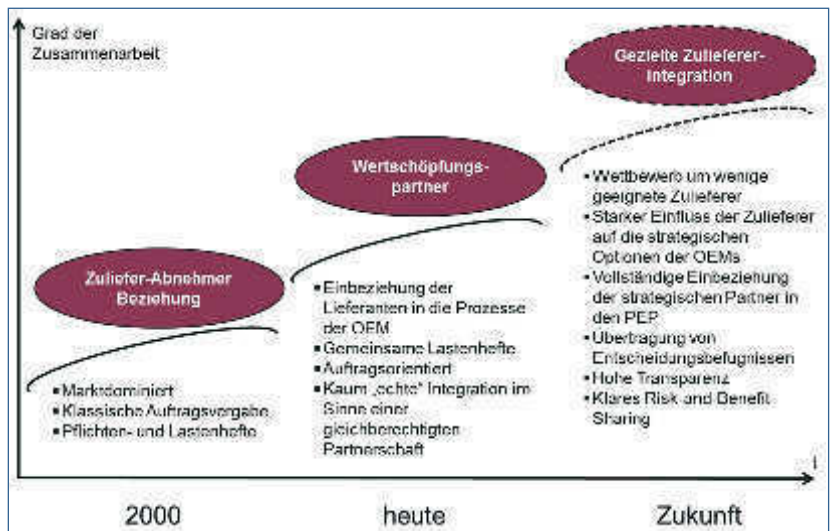 Grad der
Zusammenarbeit
Gezielte Zulieferer-
integration
Wertschöpfungs-
partner
Zuliefer-Abnehmer
Beziehung
▪ Marktdominiert
▪ Klassische Auftragsvergabe
▪ Pflichten- und Lastenhefte
▪ Einbeziehung der
Lieferanten in die Prozesse
der OEM
▪ Gemeinsame Lastenhefte
▪ Auftragsorientiert
▪ Kaum „echte“ Integration im
Sinne einer
gleichberechtigten
Partnerschaft
▪ Wettbewerb um wenige
geeignete Zulieferer
▪ Starker Einfluss der Zulieferer
auf die strategischen
Optionen der OEMs
▪ Vollständige Einbeziehung
der strategischen Partner in
den PEP
▪ Übertragung von
Entscheidungsbefugnissen
▪ Hohe Transparenz
▪ Klares Risk-and Benefit
Sharing
t
2000
heute
Zukunft